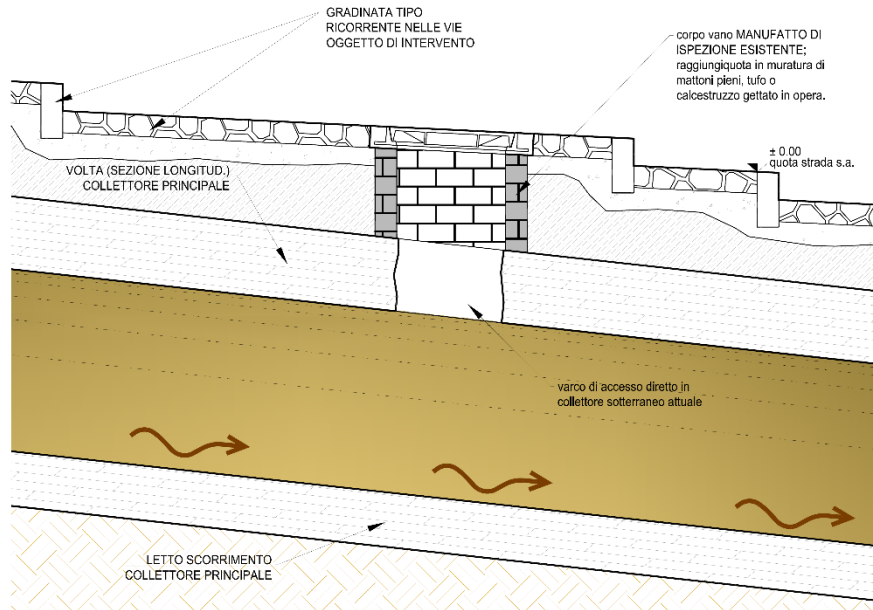 GRADINATA TIPO
RICORRENTE NELLE VIE
OGGETTO DI INTERVENTO
corpo vano MANUFATTO DI
ISPEZIONE ESISTENTE;
raggiungiquota in muratura di
mattoni pieni, tufo o
calcestruzzo gettato in opera.
± 0.00
quota strada s.a.
VOLTA (SEZIONE LONGITUD.)
COLLETTORE PRINCIPALE
varco di accesso diretto in
collettore sotterraneo attuale
LETTO SCORRIMENTO
COLLETTORE PRINCIPALE